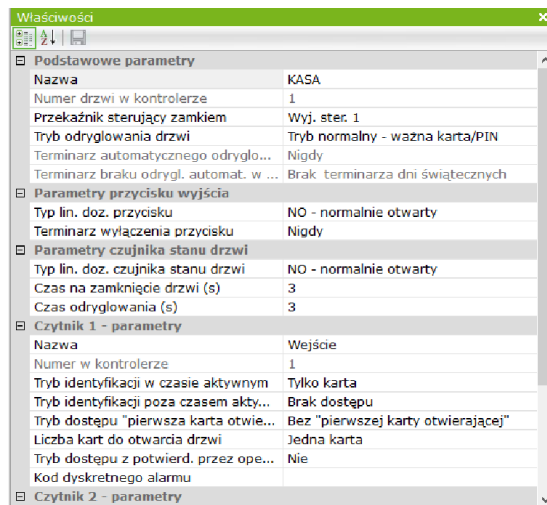 Właściwości
Podstawowe parametry
Nazwa KASA
Numer drzwi w kontrolerze 1
Przekaźnik sterujący zamkiem Wyj. ster. 1
Tryb odryglowania drzwi Tryb normalny - ważna karta/PIN
Terminarz automatycznego odryglo... Nigdy
Terminarz braku odrygl. automat. w ... Brak terminarza dni świątecznych
Parametry przycisku wyjścia
Typ lin. doz. przycisku NO - normalnie otwarty
Terminarz wyłączenia przycisku Nigdy
Parametry czujnika stanu drzwi
Typ lin. doz. czujnika stanu drzwi NO - normalnie otwarty
Czas na zamknięcie drzwi (s) 3
Czas odryglowania (s) 3
Czytnik 1 - parametry
Nazwa Wejście
Numer w kontrolerze 1
Tryb identyfikacji w czasie aktywnym Tylko karta
Tryb identyfikacji poza czasem akty... Brak dostępu
Tryb dostępu "pierwsza karta otwie... Bez "pierwszej karty otwierającej"
Liczba kart do otwarcia drzwi Jedna karta
Tryb dostępu z potwierd. przez ope... Nie
Kod dyskretnego alarmu
Czytnik 2 - parametry